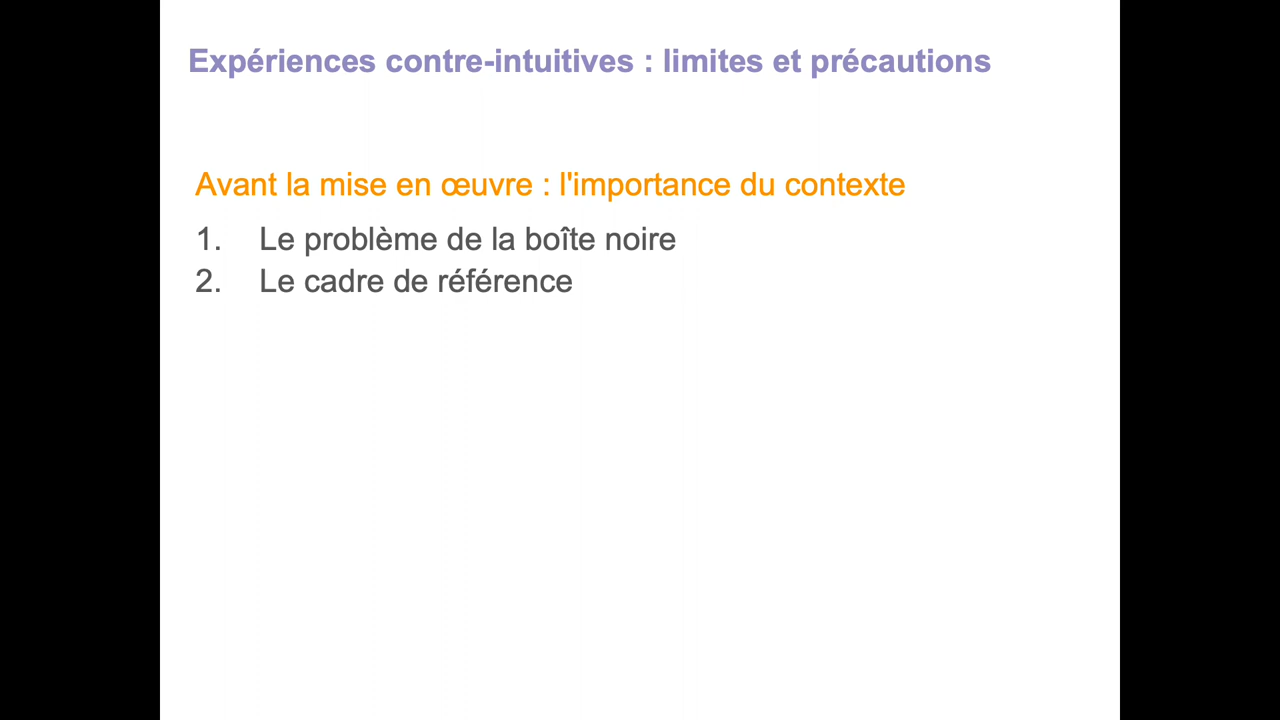 Expériences contre-intuitives : limites et précautions
Avant la mise en œuvre : l'importance du contexte
1. Le problème de la boîte noire
2. Le cadre de référence